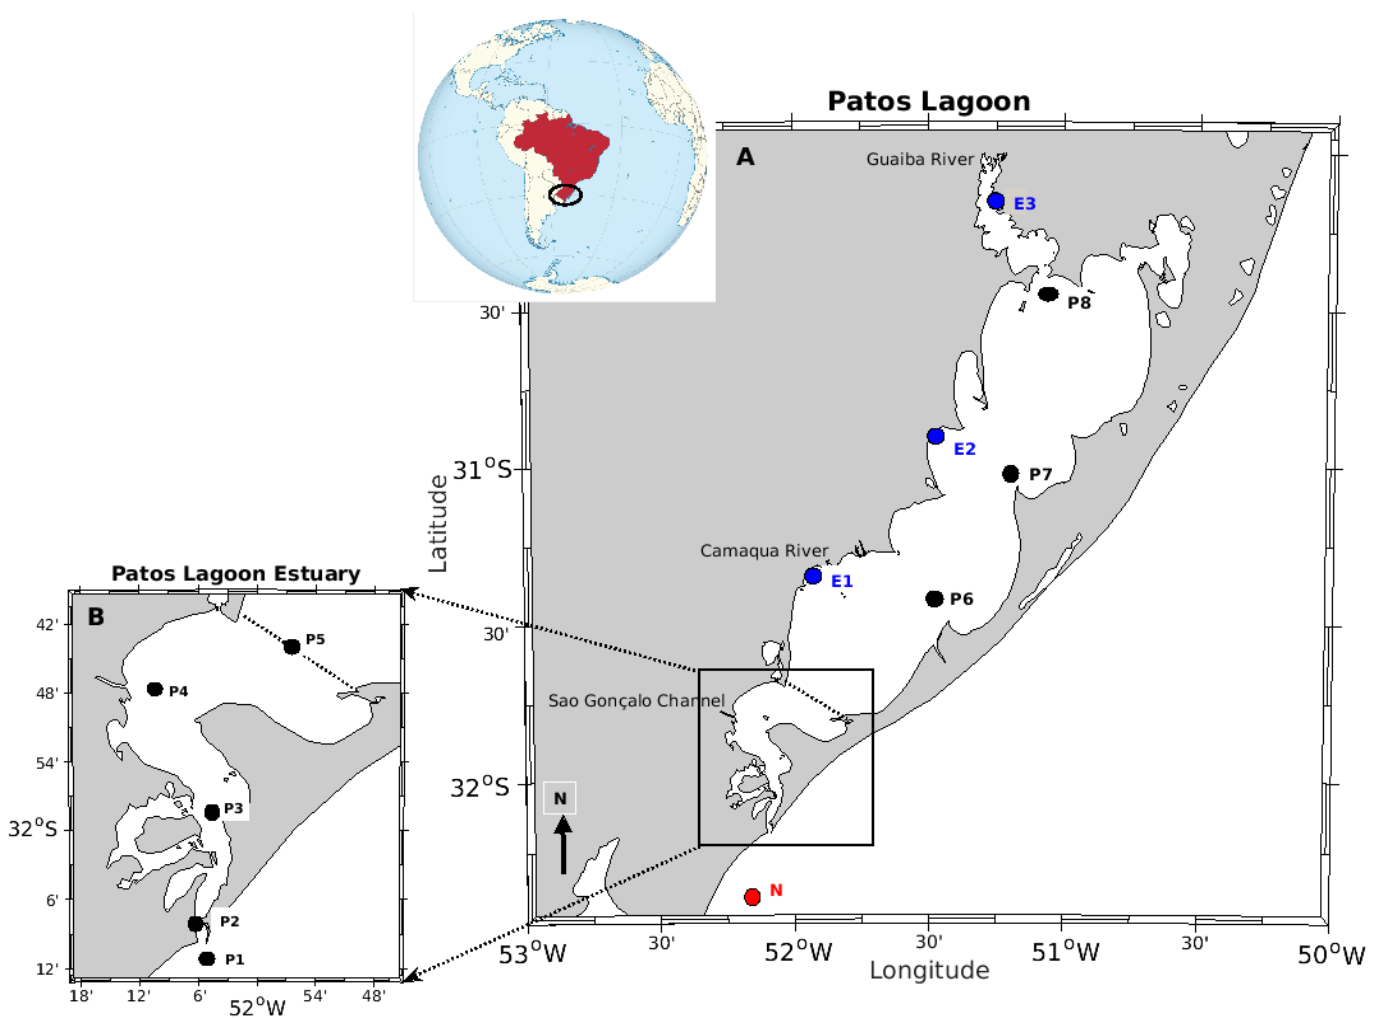 Patos Lagoon
A
Guaiba River
E3
P8
30'
E2
31°S
P7
Latitude
Camaqua River
E1
P6
30'
Sao Gonçalo Channel
32°S
N
N
53°W
30'
52°W
30'
51°W
30'
50°W
Longitude
Patos Lagoon Estuary
B
42'
P5
48'
P4
54'
P3
32°S
6'
P2
P1
12'
18'
12'
6'
52°W
54'
48'